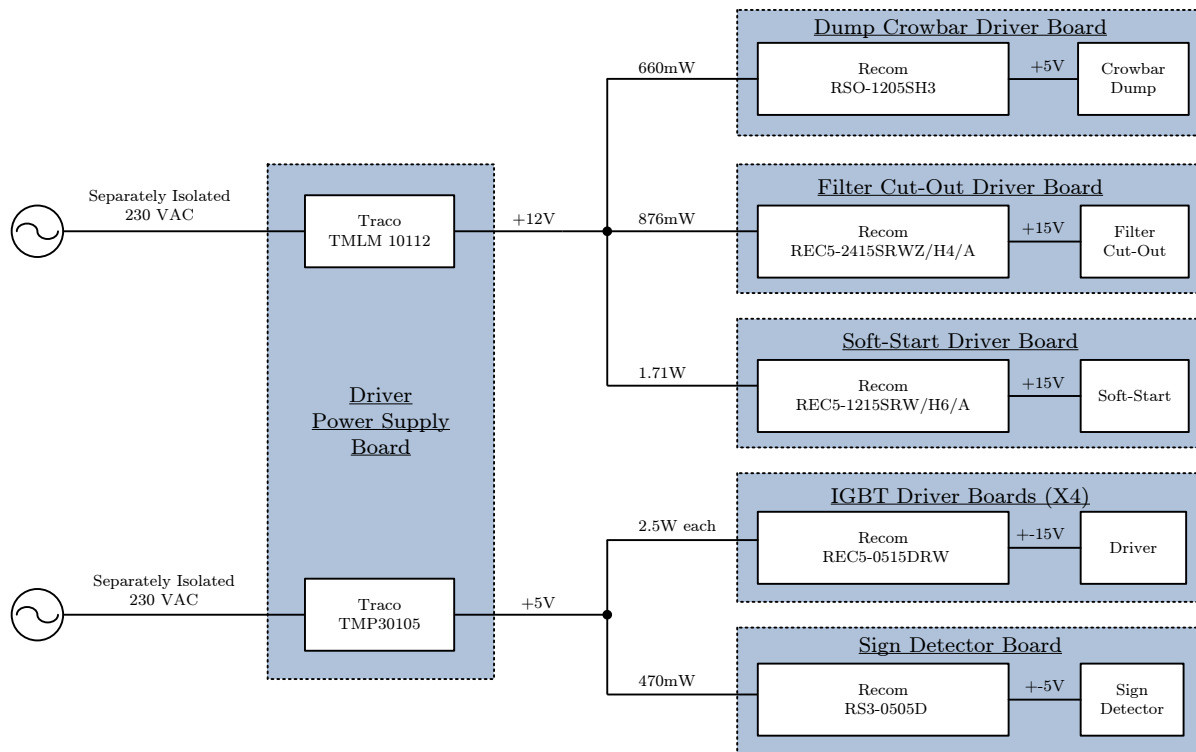 Dump Crowbar Driver Board
660mW
Recom
RSO-1205SH3
+5V
Crowbar
Dump
Separately Isolated
230 VAC
Traco
TMLM 10112
+12V
Filter Cut-Out Driver Board
876mW
Recom
REC5-2415SRWZ/H4/A
+15V
Filter
Cut-Out
Soft-Start Driver Board
1.71W
Recom
REC5-1215SRW/H6/A
+15V
Soft-Start
Driver
Power Supply
Board
IGBT Driver Boards (X4)
2.5W each
Recom
REC5-0515DRW
+-15V
Driver
Separately Isolated
230 VAC
Traco
TMP30105
+5V
Sign Detector Board
470mW
Recom
RS3-0505D
+-5V
Sign
Detector